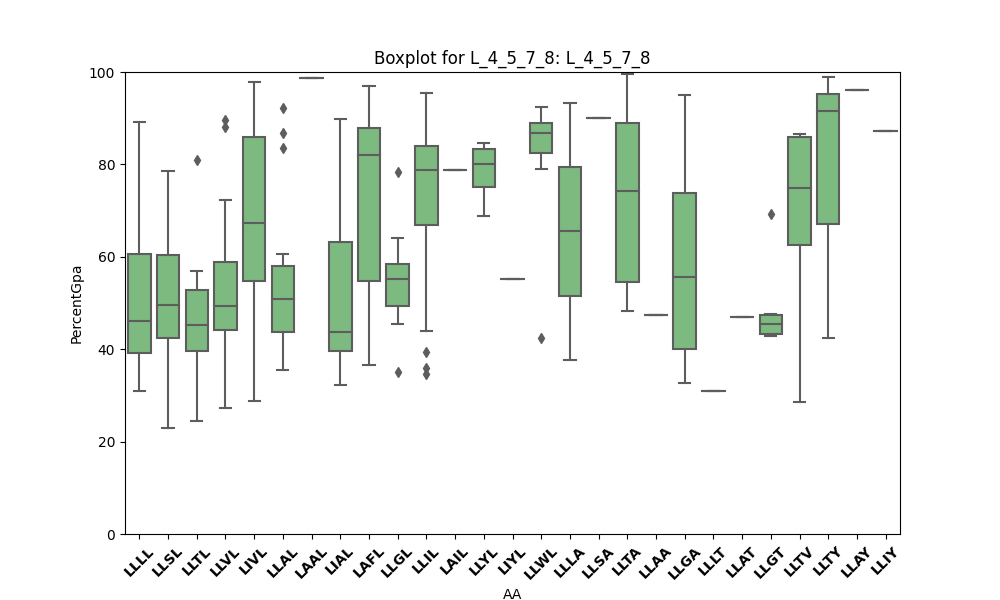 Boxplot for L_4_5_7_8: L_4_5_7_8
100
80
60
40
20
0
PercentGpa
LLLL LLSL LLTL LLVL LIVL LLAL LAAL LIAL LAFL LLGL LLIL LAIL LLYL LIYL LLWL LLLA LLSA LLTA LLAA LLGA LLLT LLAT LLGT LLTV LLTY LLAY LLIY
AA